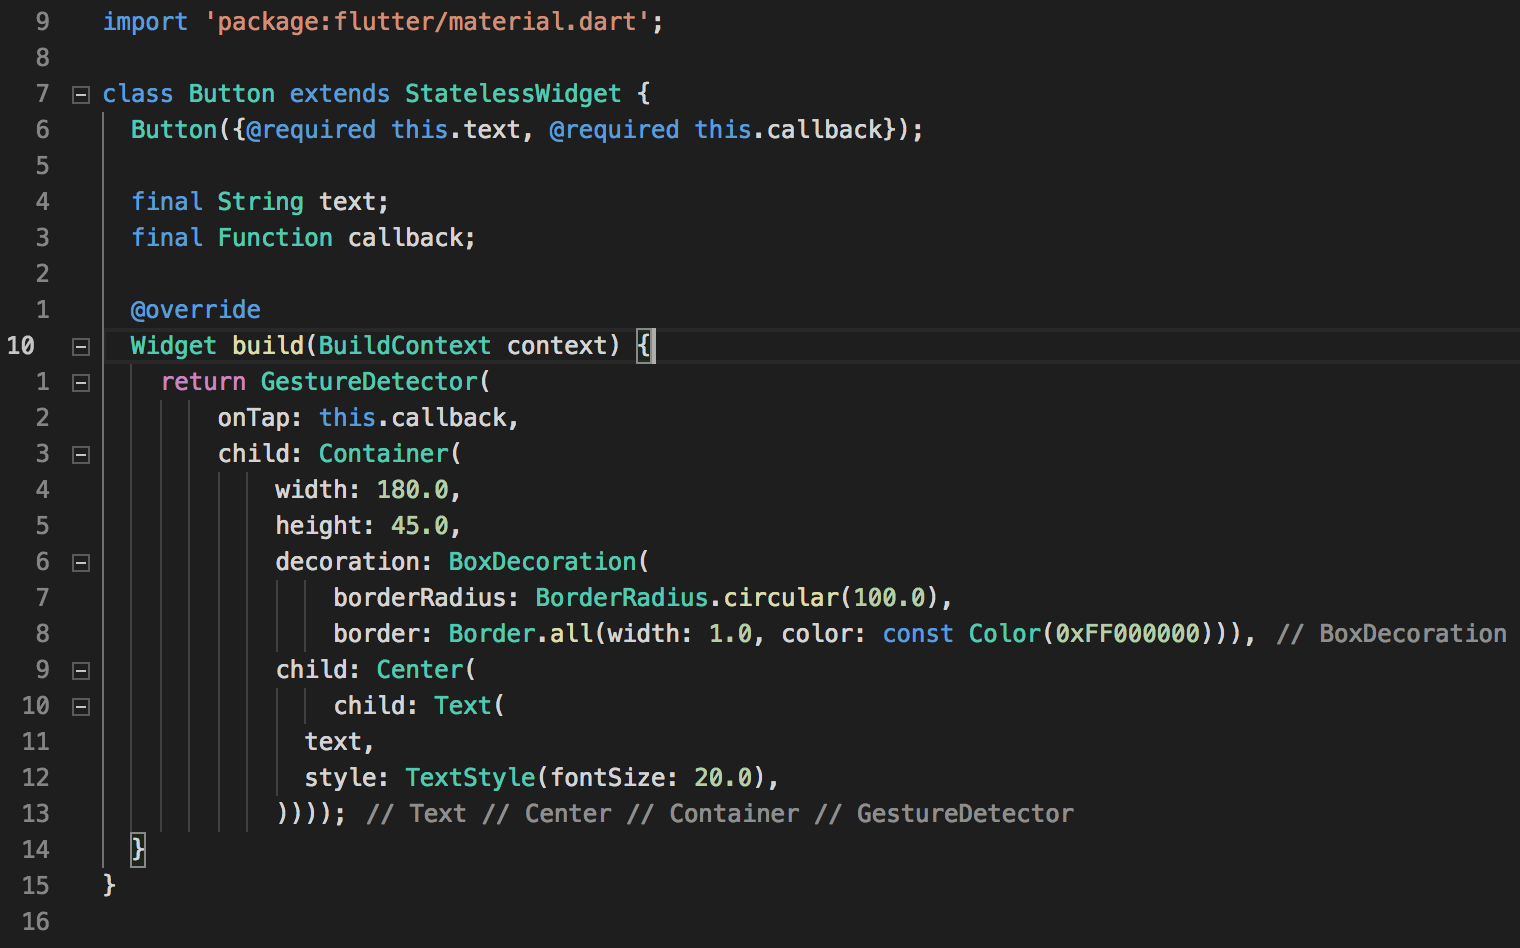 9 import 'package:flutter/material.dart';
8
7 class Button extends StatelessWidget {
6 Button({@required this.text, @required this.callback});
5
4 final String text;
3 final Function callback;
2
1 @override
10 Widget build(BuildContext context) {
1 return GestureDetector(
2 onTap: this.callback,
3 child: Container(
4 width: 180.0,
5 height: 45.0,
6 decoration: BoxDecoration(
7 borderRadius: BorderRadius.circular(100.0),
8 border: Border.all(width: 1.0, color: const Color(0xFF000000))), // BoxDecoration
9 child: Center(
10 child: Text(
11 text,
12 style: TextStyle(fontSize: 20.0),
13 )))); // Text // Center // Container // GestureDetector
14 }
15 }
16